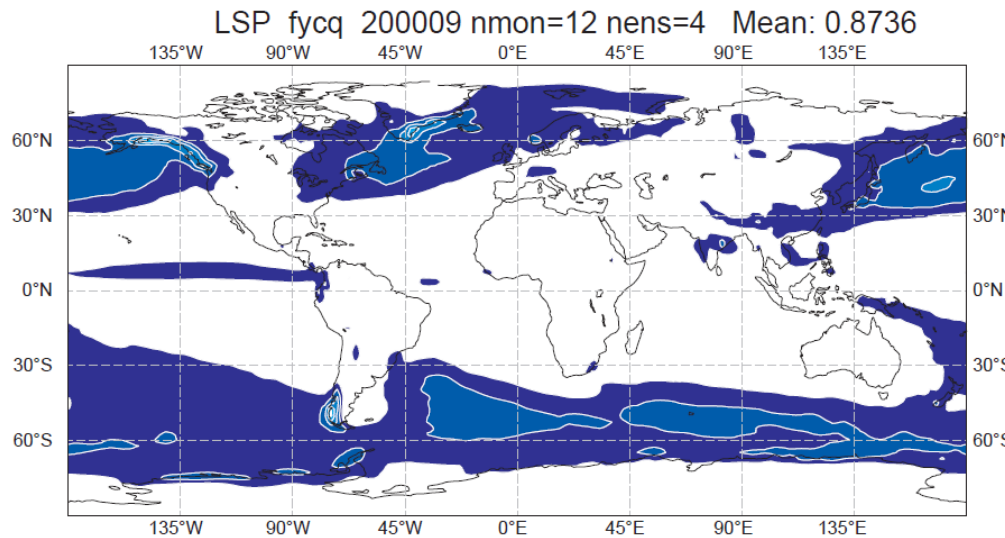 LSP fycq 200009 nmon=12 nens=4 Mean: 0.8736
135°W 90°W 45°W 0°E 45°E 90°E 135°E
60°N 60°N
30°N 30°N
0°N 0°N
30°S 30°S
60°S 60°S
135°W 90°W 45°W 0°E 45°E 90°E 135°E